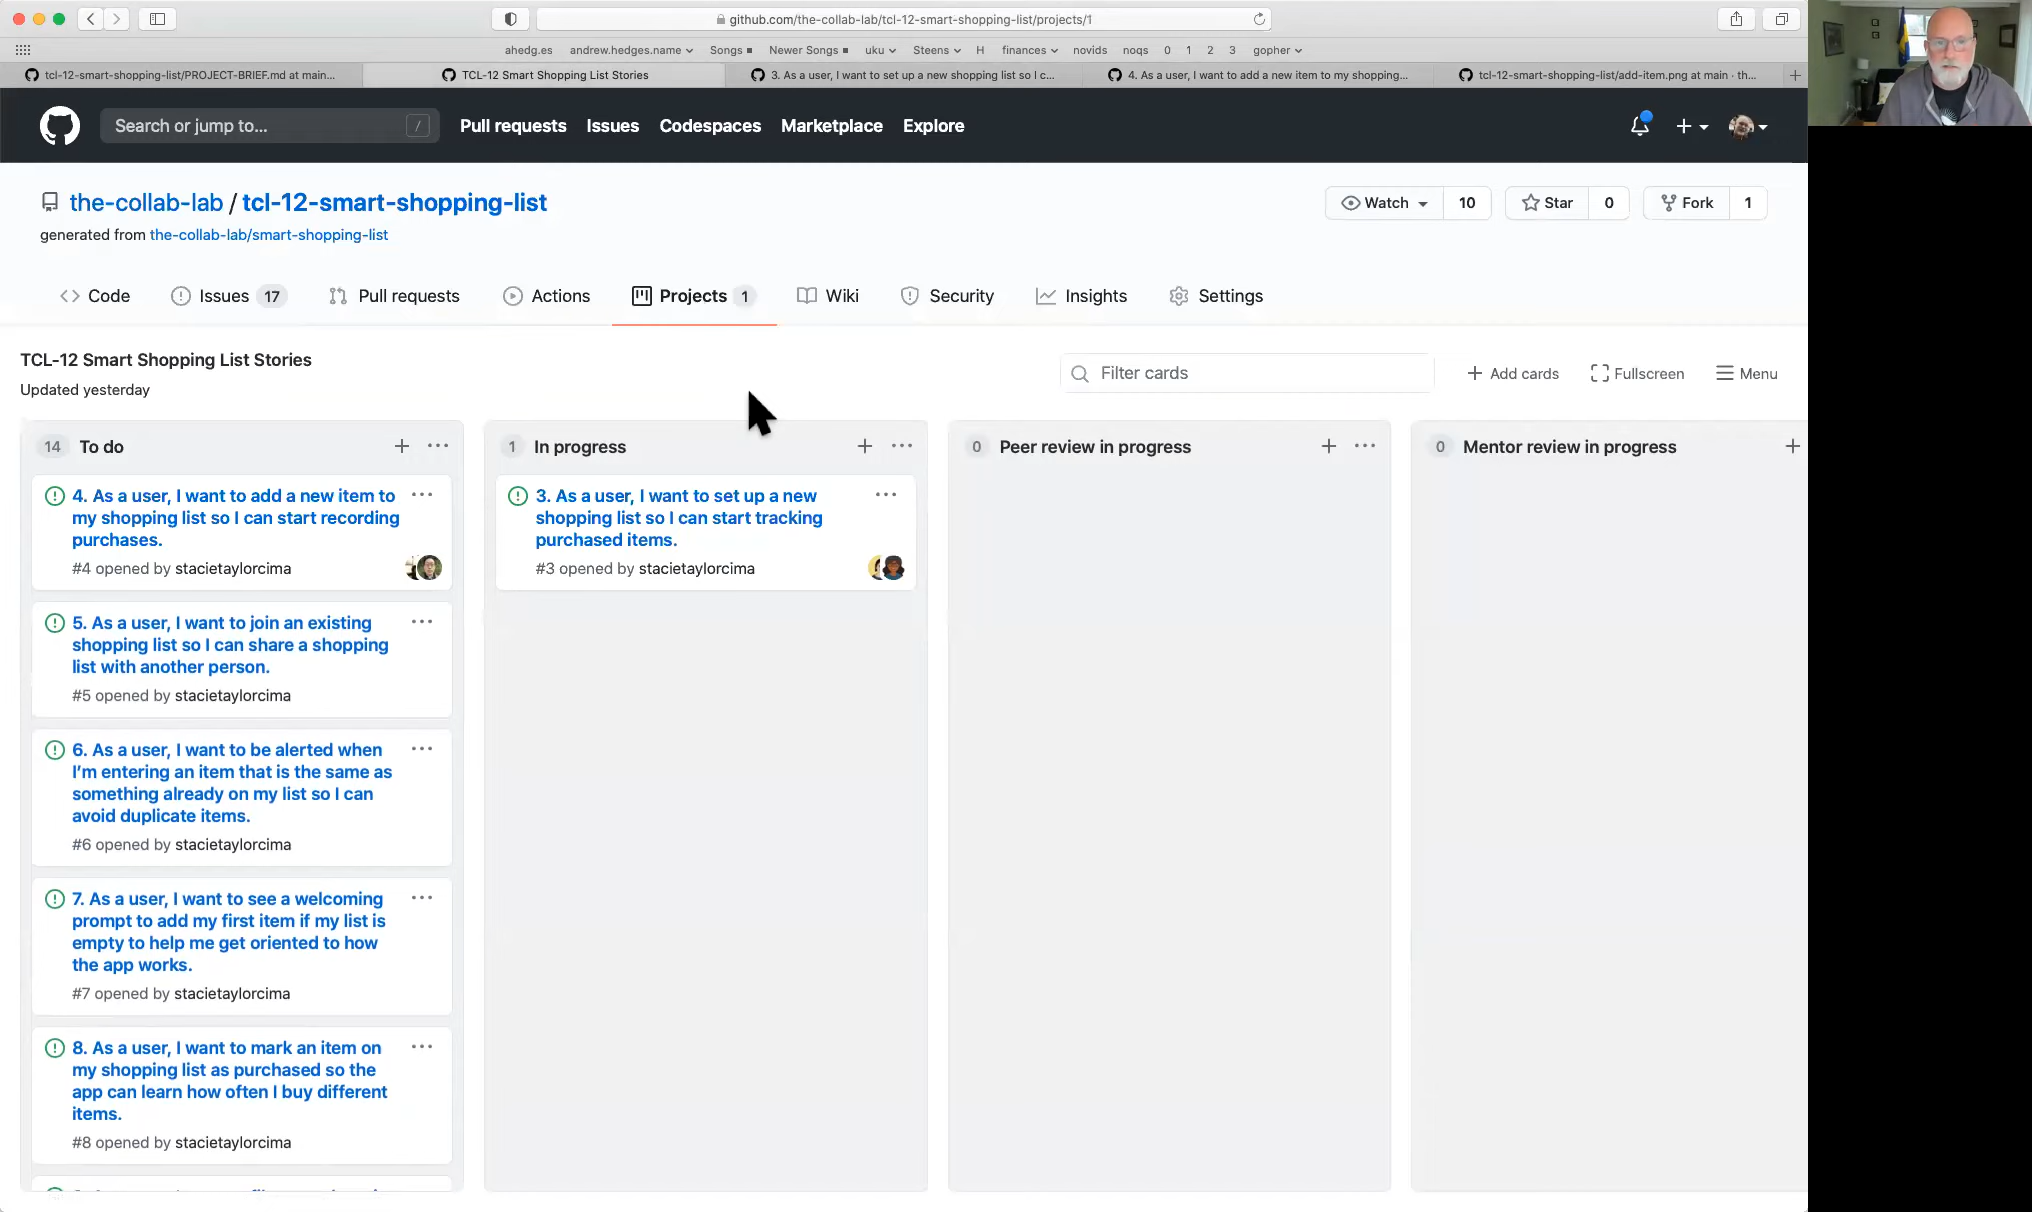 github.com/the-collab-lab/tcl-12-smart-shopping-list/projects/1
ahedg.es andrew.hedges.name Songs Newer Songs uku Steens H finances novids noqs 0 1 2 3 gopher
tcl-12-smart-shopping-list/PROJECT-BRIEF.md at main...
TCL-12 Smart Shopping List Stories
3. As a user, I want to set up a new shopping list so I c...
4. As a user, I want to add a new item to my shopping...
tcl-12-smart-shopping-list/add-item.png at main · th...
Search or jump to... /
Pull requests Issues Codespaces Marketplace Explore
the-collab-lab / tcl-12-smart-shopping-list
Watch 10 Star 0 Fork 1
generated from the-collab-lab/smart-shopping-list
Code Issues 17 Pull requests Actions Projects 1 Wiki Security Insights Settings
TCL-12 Smart Shopping List Stories
Updated yesterday
Filter cards
+ Add cards Fullscreen Menu
14 To do
4. As a user, I want to add a new item to
my shopping list so I can start recording
purchases.
#4 opened by stacietaylorcima
5. As a user, I want to join an existing
shopping list so I can share a shopping
list with another person.
#5 opened by stacietaylorcima
6. As a user, I want to be alerted when
I’m entering an item that is the same as
something already on my list so I can
avoid duplicate items.
#6 opened by stacietaylorcima
7. As a user, I want to see a welcoming
prompt to add my first item if my list is
empty to help me get oriented to how
the app works.
#7 opened by stacietaylorcima
8. As a user, I want to mark an item on
my shopping list as purchased so the
app can learn how often I buy different
items.
#8 opened by stacietaylorcima
1 In progress
3. As a user, I want to set up a new
shopping list so I can start tracking
purchased items.
#3 opened by stacietaylorcima
0 Peer review in progress
0 Mentor review in progress